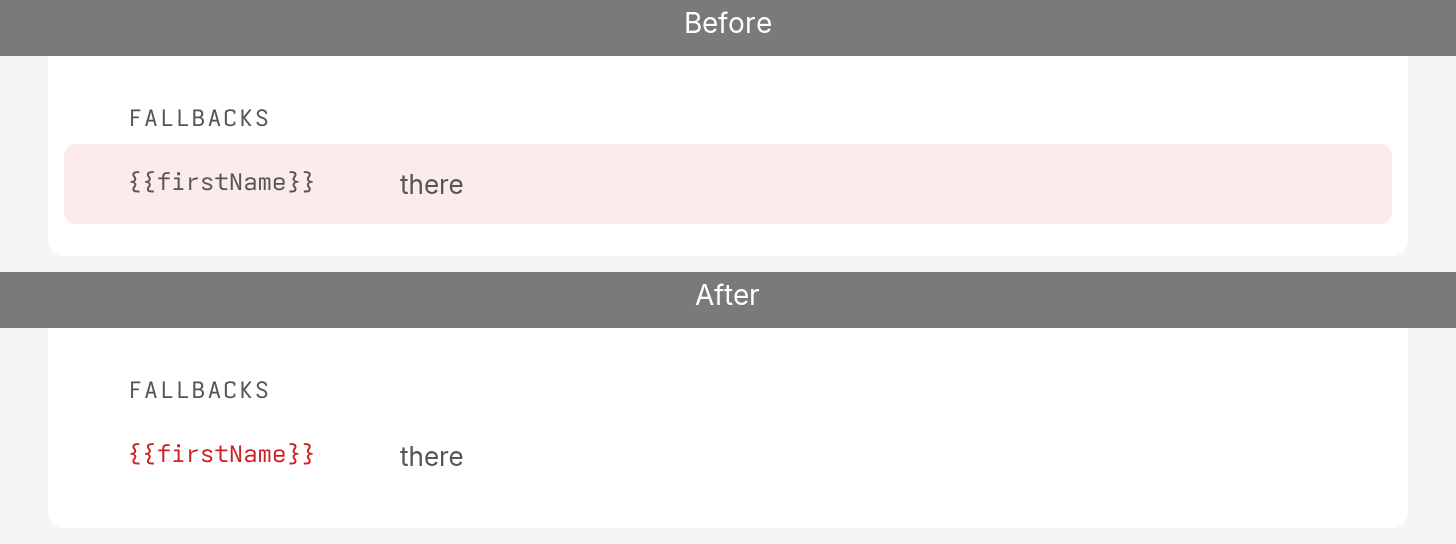 Before
FALLBACKS
{{firstName}} there
After
FALLBACKS
{{firstName}} there